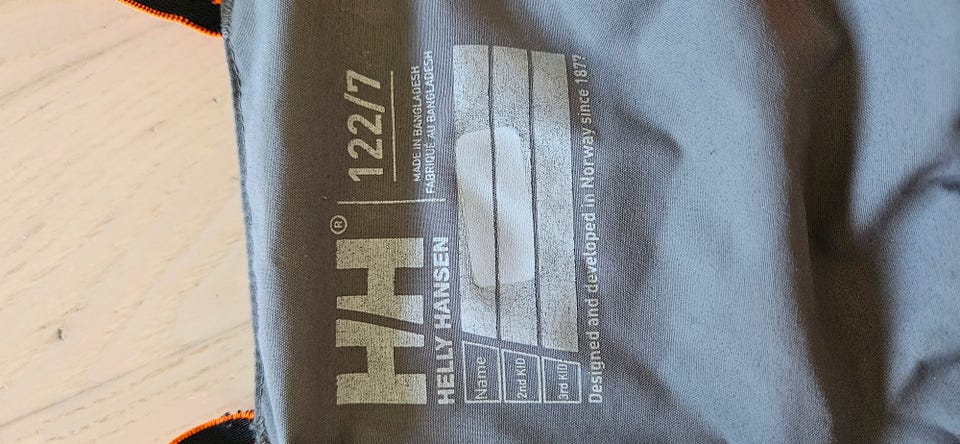 HH®
HELLY HANSEN
122/7
MADE IN BANGLADESH
FABRIQUÉ AU BANGLADESH
Name
2nd KID
3rd KID
Designed and developed in Norway since 1877